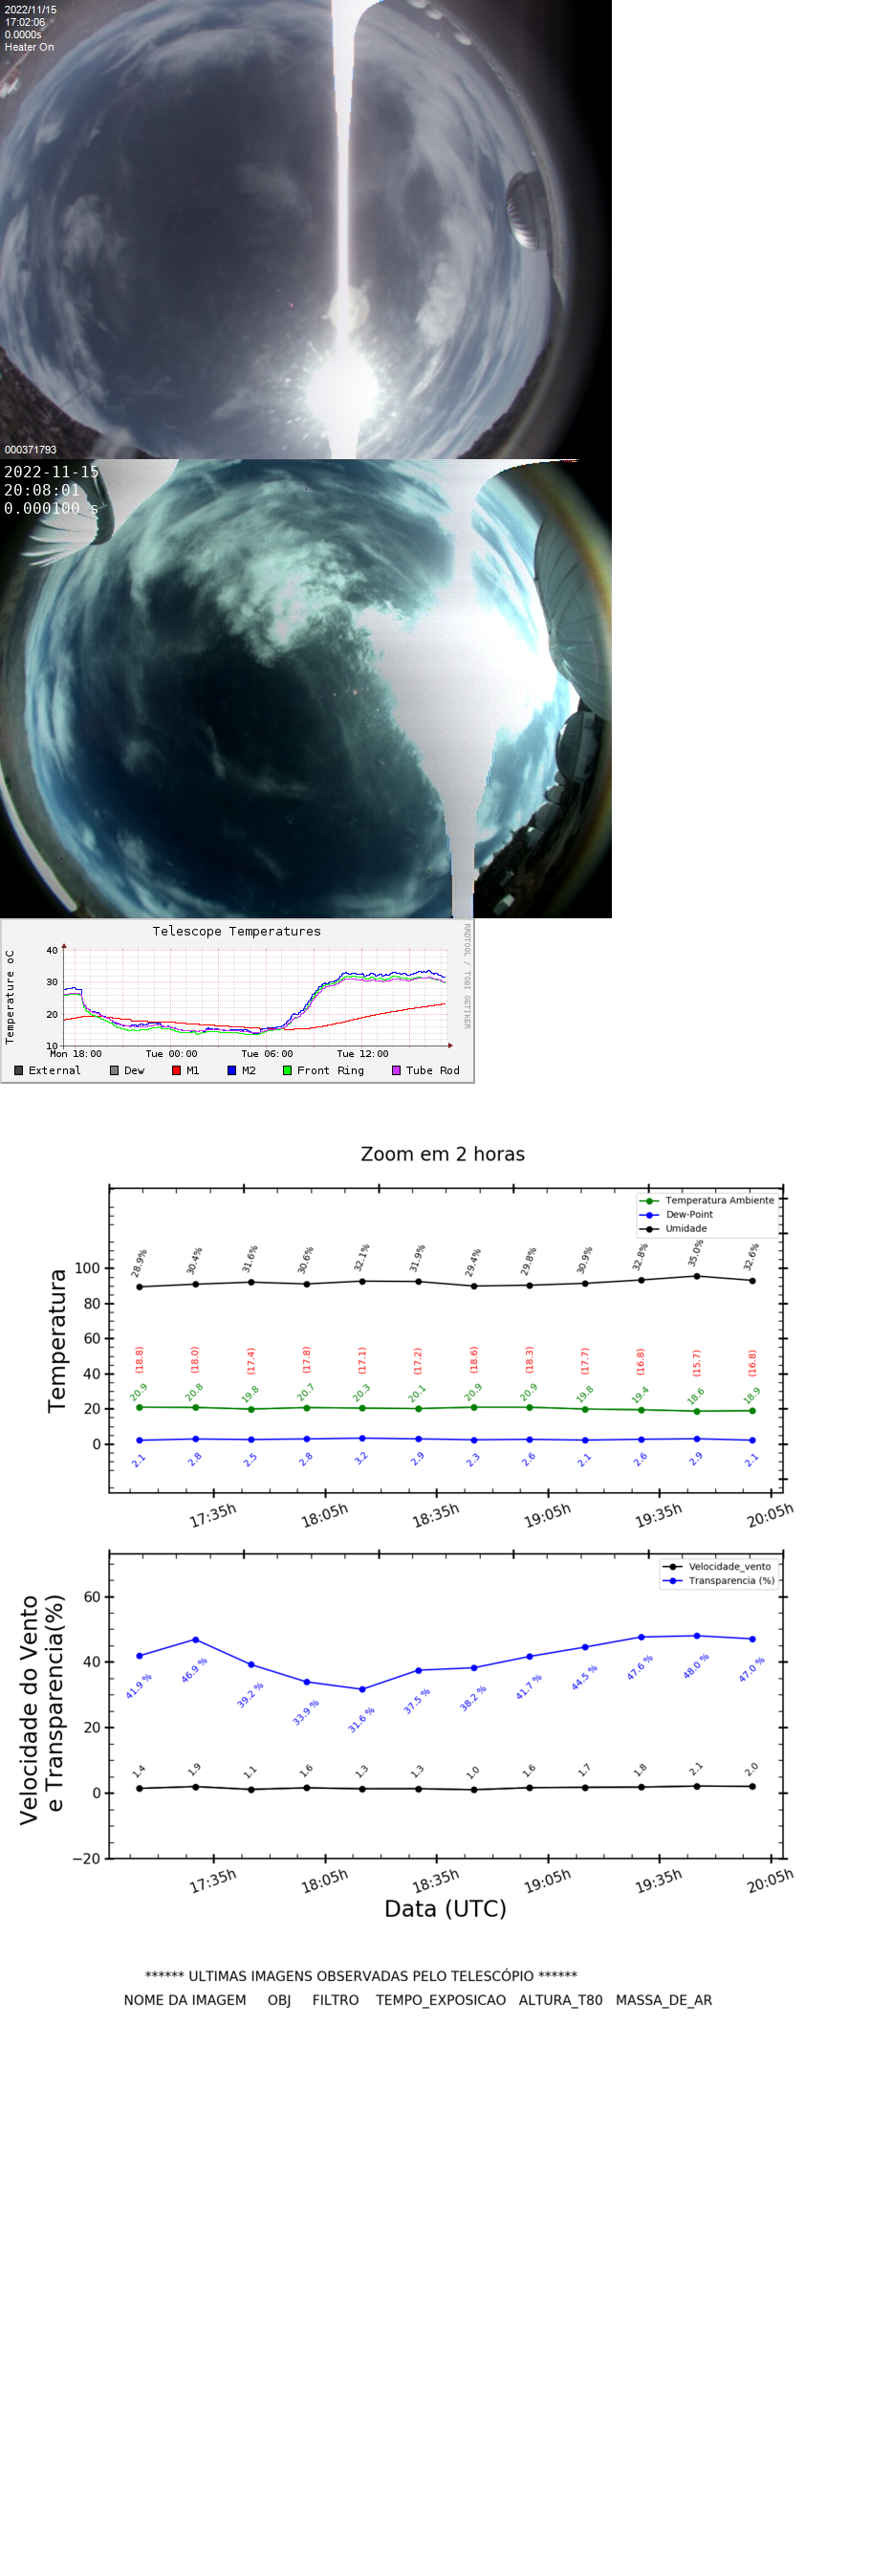 2022/11/15
17:02:06
0.0000s
Heater On
000371793
2022-11-15
20:08:01
0.000100 s
Telescope Temperatures
RRDTOOL / TOBI OETIKER
Temperature oC
40
30
20
10
Mon 18:00 Tue 00:00 Tue 06:00 Tue 12:00
External Dew M1 M2 Front Ring Tube Rod
Zoom em 2 horas
Temperatura Ambiente
Dew-Point
Umidade
Temperatura
100
80
60
40
20
0
28.9% 30.4% 31.6% 30.6% 32.1% 31.9% 29.4% 29.8% 30.9% 32.8% 35.0% 32.6%
(18.8) (18.0) (17.4) (17.8) (17.1) (17.2) (18.6) (18.3) (17.7) (16.8) (15.7) (16.8)
20.9 20.8 19.8 20.7 20.3 20.1 20.9 20.9 19.8 19.4 18.6 18.9
2.1 2.8 2.5 2.8 3.2 2.9 2.3 2.6 2.1 2.6 2.9 2.1
17:35h 18:05h 18:35h 19:05h 19:35h 20:05h
Velocidade_vento
Transparencia (%)
Velocidade do Vento
e Transparencia(%)
60
40
20
0
−20
41.9 % 46.9 % 39.2 % 33.9 % 31.6 % 37.5 % 38.2 % 41.7 % 44.5 % 47.6 % 48.0 % 47.0 %
1.4 1.9 1.1 1.6 1.3 1.3 1.0 1.6 1.7 1.8 2.1 2.0
17:35h 18:05h 18:35h 19:05h 19:35h 20:05h
Data (UTC)
****** ULTIMAS IMAGENS OBSERVADAS PELO TELESCÓPIO ******
NOME DA IMAGEM OBJ FILTRO TEMPO_EXPOSICAO ALTURA_T80 MASSA_DE_AR